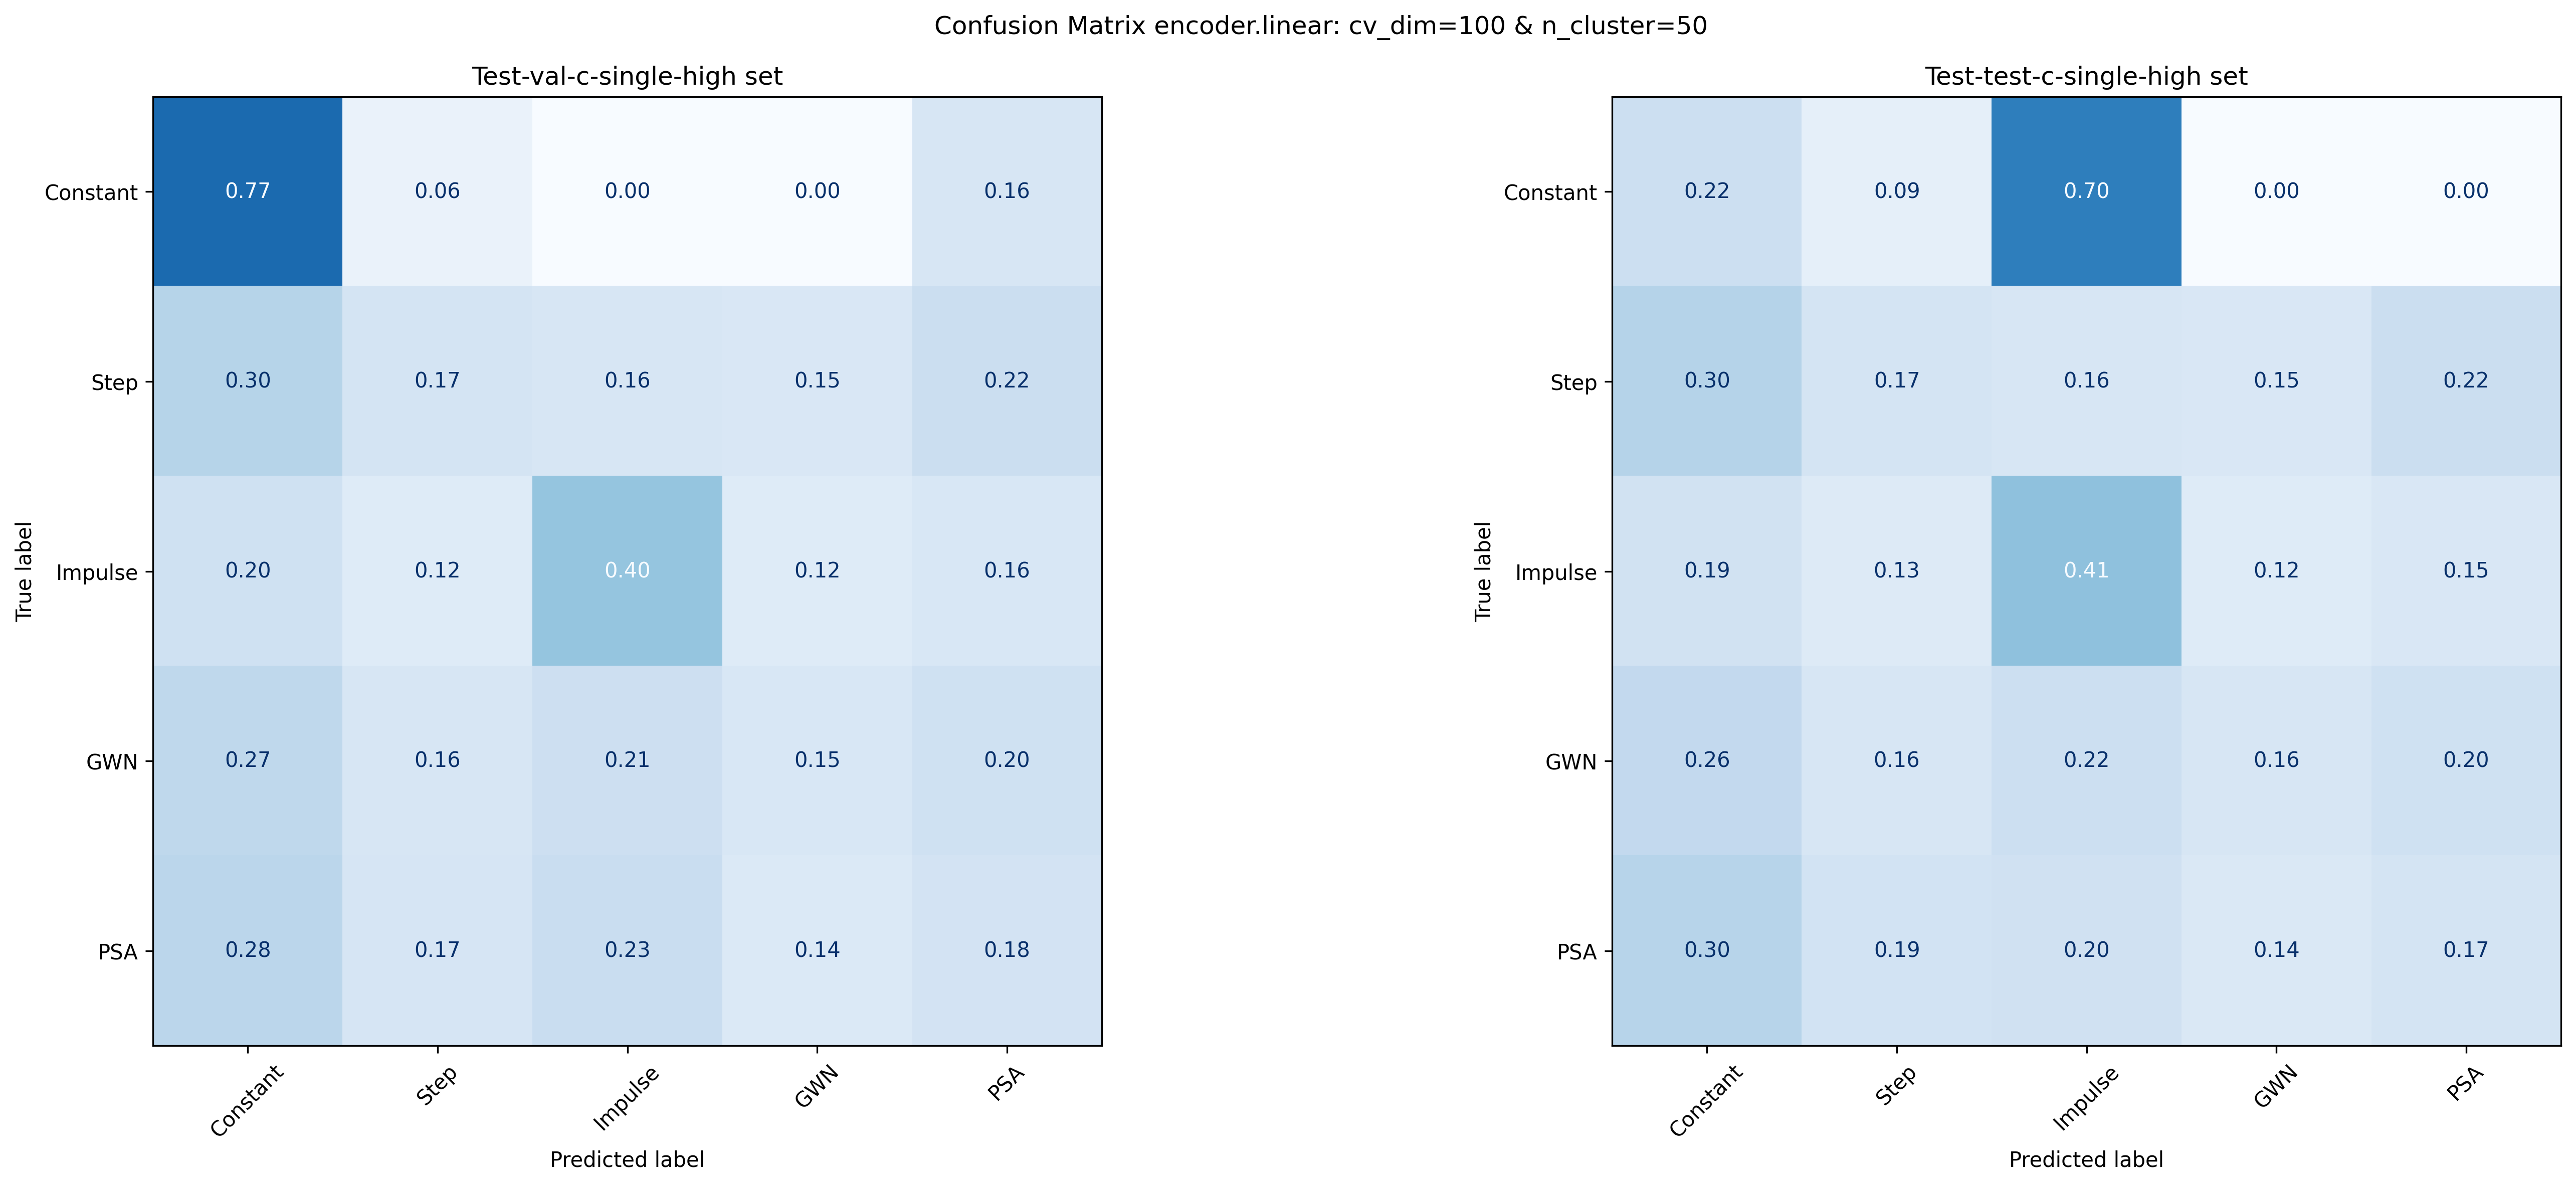 Confusion Matrix encoder.linear: cv_dim=100 & n_cluster=50
Test-val-c-single-high set
True label
Constant 0.77 0.06 0.00 0.00 0.16
Step 0.30 0.17 0.16 0.15 0.22
Impulse 0.20 0.12 0.40 0.12 0.16
GWN 0.27 0.16 0.21 0.15 0.20
PSA 0.28 0.17 0.23 0.14 0.18
Constant Step Impulse GWN PSA
Predicted label
Test-test-c-single-high set
True label
Constant 0.22 0.09 0.70 0.00 0.00
Step 0.30 0.17 0.16 0.15 0.22
Impulse 0.19 0.13 0.41 0.12 0.15
GWN 0.26 0.16 0.22 0.16 0.20
PSA 0.30 0.19 0.20 0.14 0.17
Constant Step Impulse GWN PSA
Predicted label